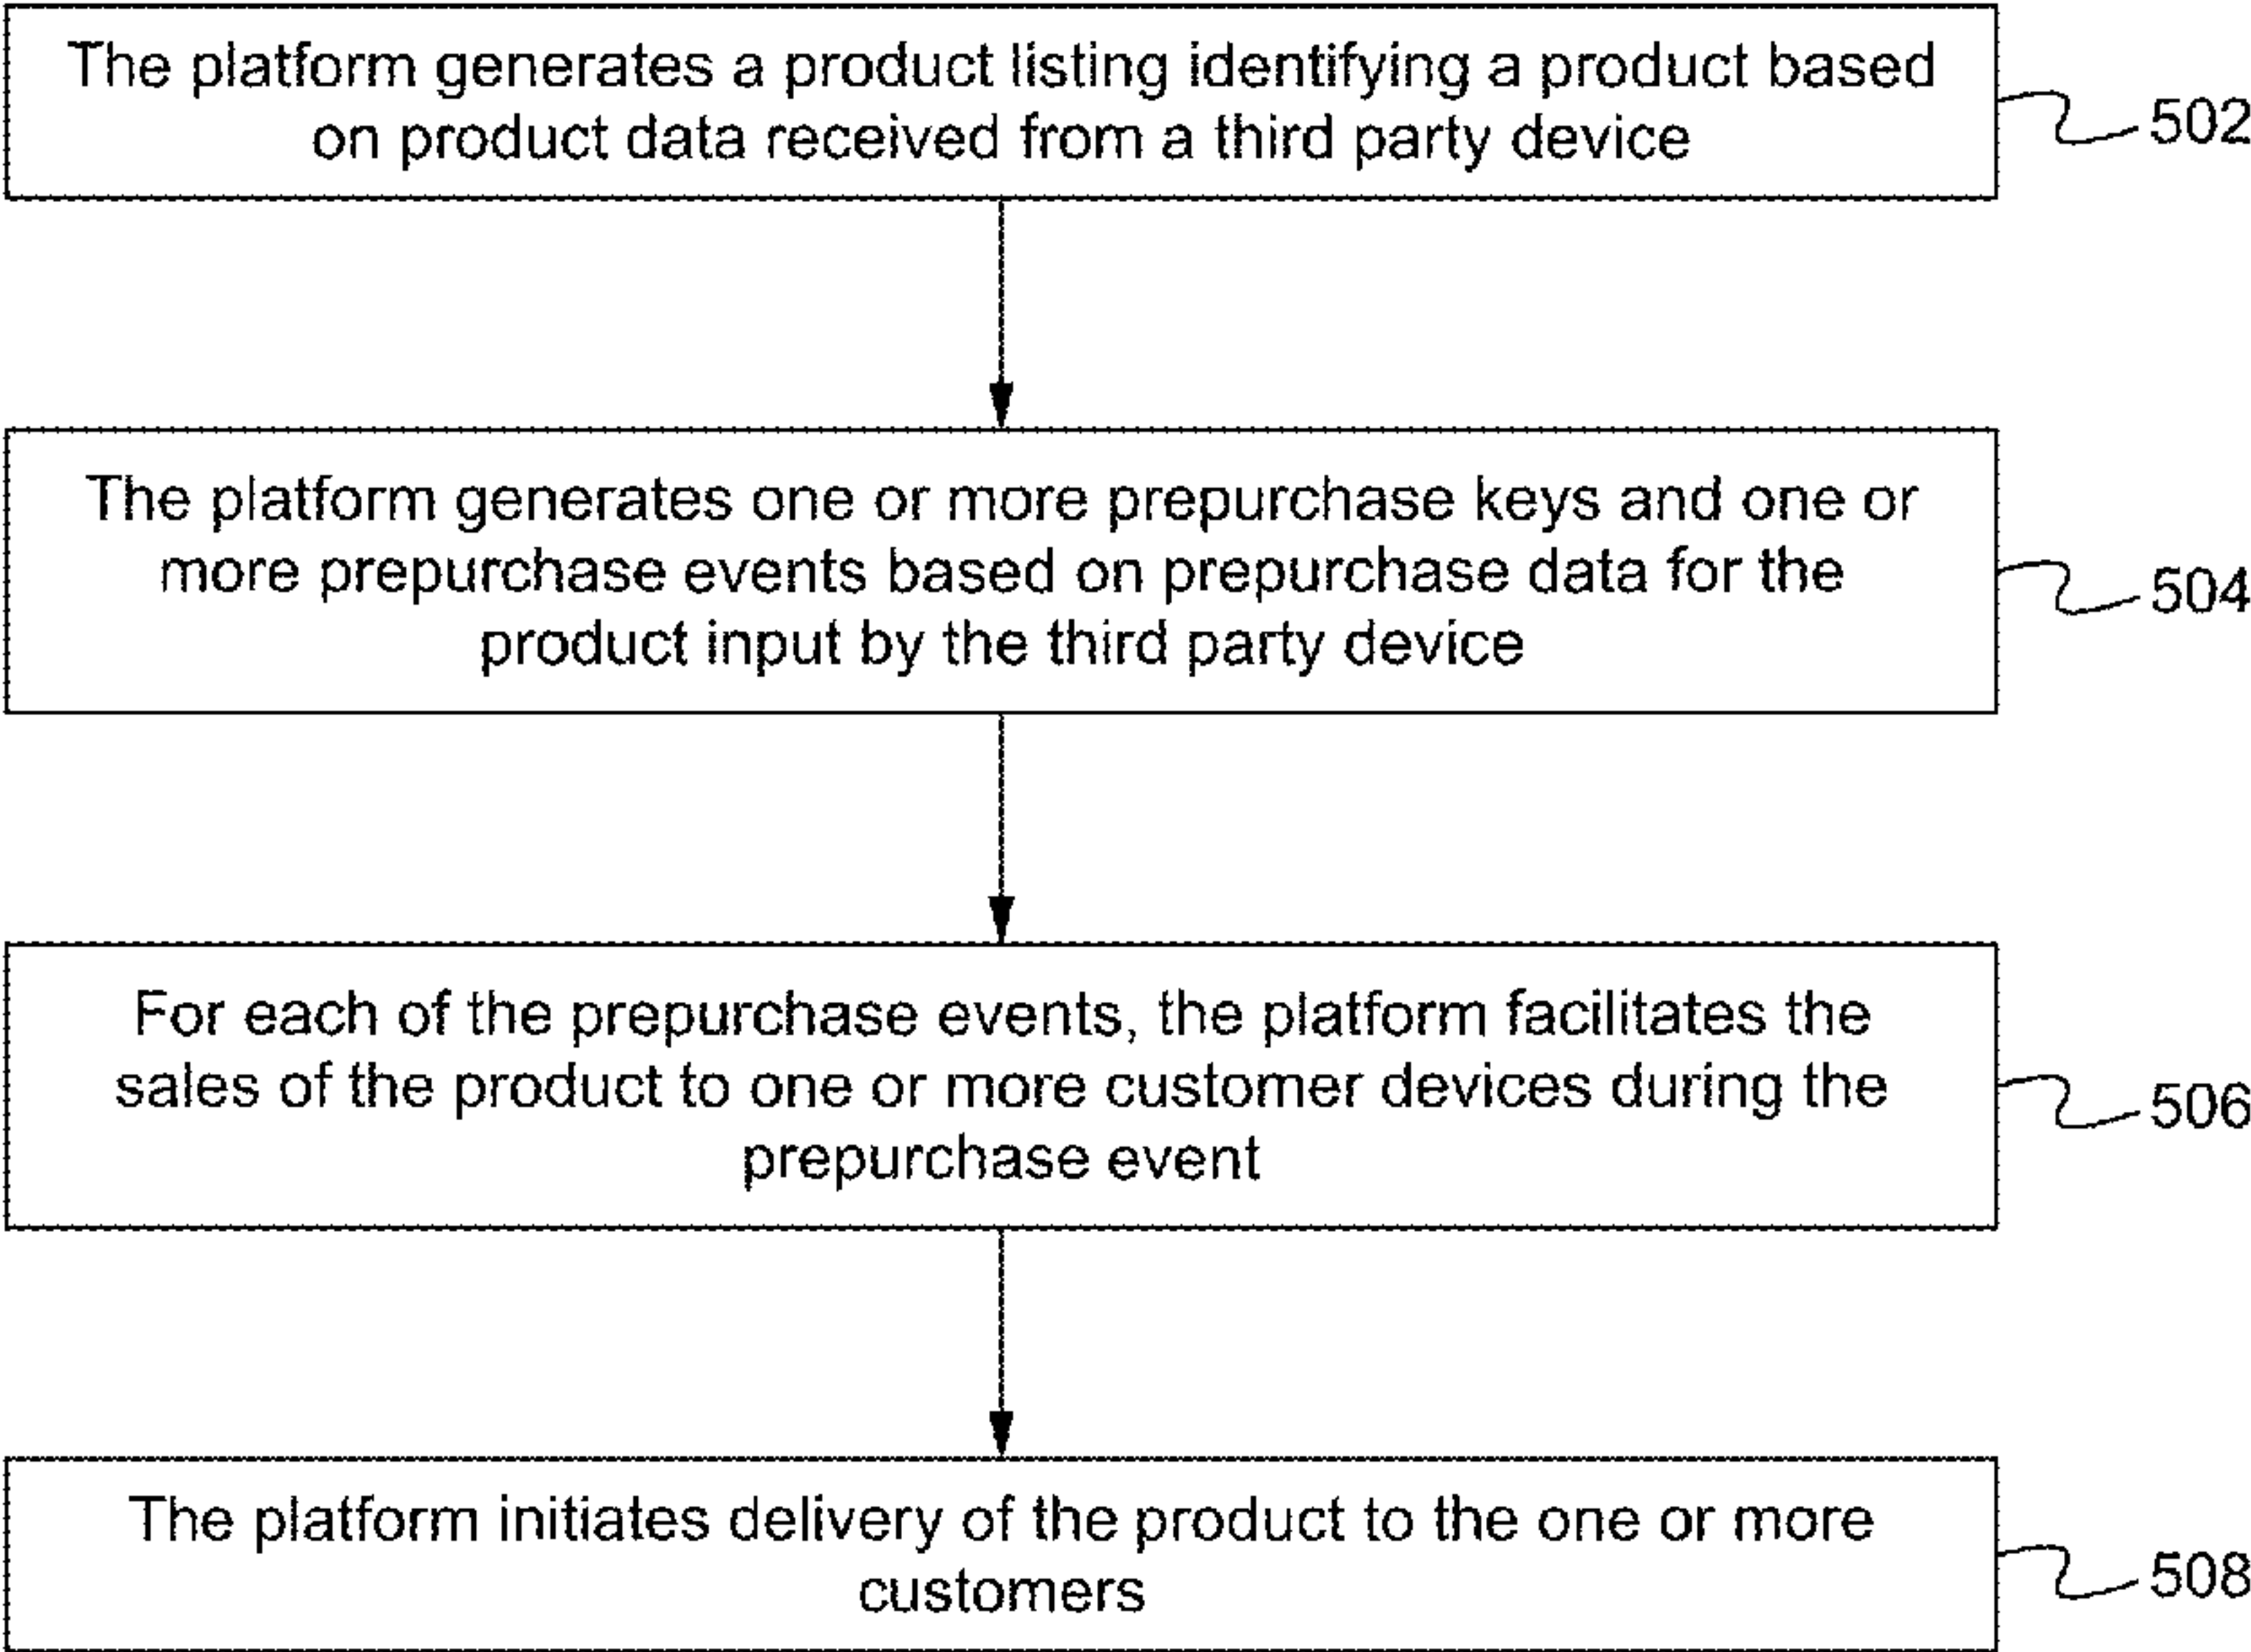 The platform generates a product listing identifying a product based
on product data received from a third party device
502
The platform generates one or more prepurchase keys and one or
more prepurchase events based on prepurchase data for the
product input by the third party device
504
For each of the prepurchase events, the platform facilitates the
sales of the product to one or more customer devices during the
prepurchase event
506
The platform initiates delivery of the product to the one or more
customers
508